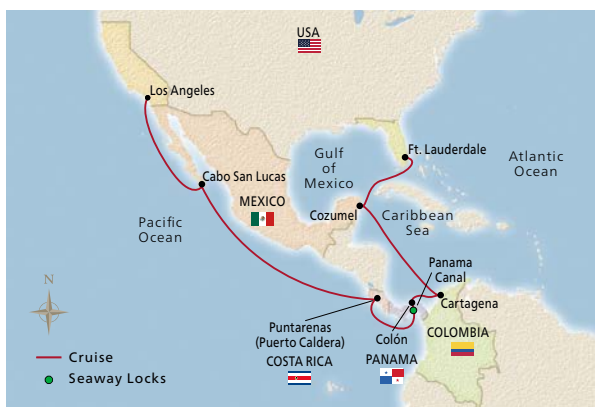 USA
Los Angeles
Ft. Lauderdale
Gulf
of
Mexico
Atlantic
Ocean
Cabo San Lucas
MEXICO
Cozumel
Caribbean
Sea
Pacific
Ocean
Panama
Canal
N
Cartagena
Puntarenas
(Puerto Caldera)
Colón
COLOMBIA
COSTA RICA
PANAMA
Cruise
Seaway Locks